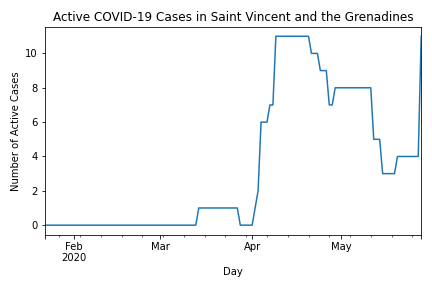 Active COVID-19 Cases in Saint Vincent and the Grenadines
Number of Active Cases
10
8
6
4
2
0
Feb Mar Apr May
2020
Day